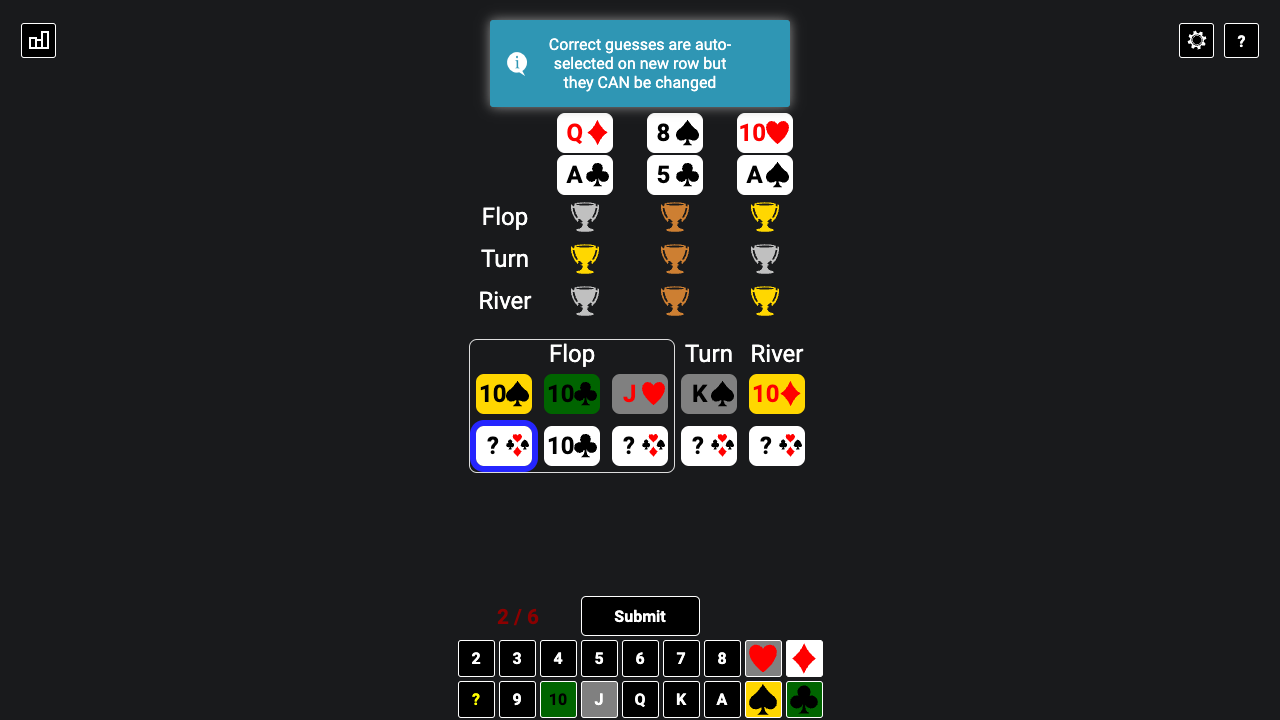 Correct guesses are auto-
selected on new row but
they CAN be changed
?
Q 8 10
A 5 A
Flop
Turn
River
Flop Turn River
10 10 J K 10
? 10 ? ? ?
2 / 6 Submit
2 3 4 5 6 7 8
? 9 10 J Q K A